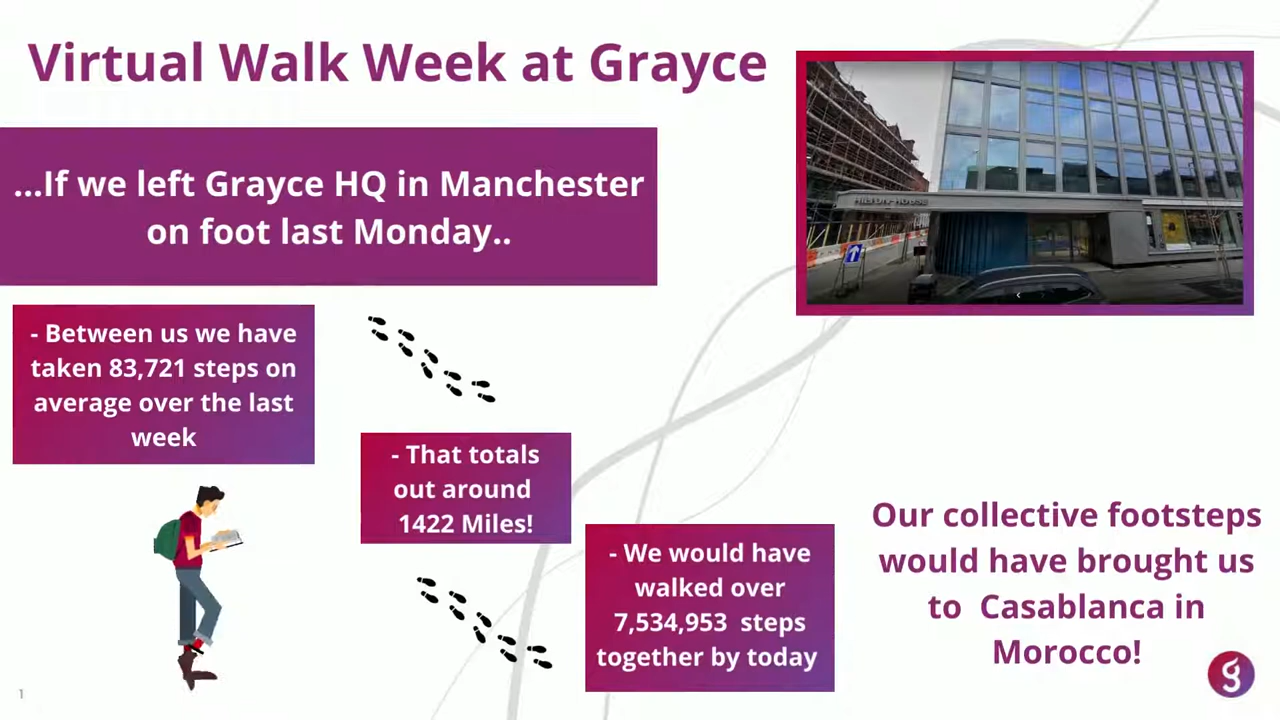 Virtual Walk Week at Grayce
...If we left Grayce HQ in Manchester
on foot last Monday..
- Between us we have
taken 83,721 steps on
average over the last
week
- That totals
out around
1422 Miles!
- We would have
walked over
7,534,953 steps
together by today
Our collective footsteps
would have brought us
to Casablanca in
Morocco!
1